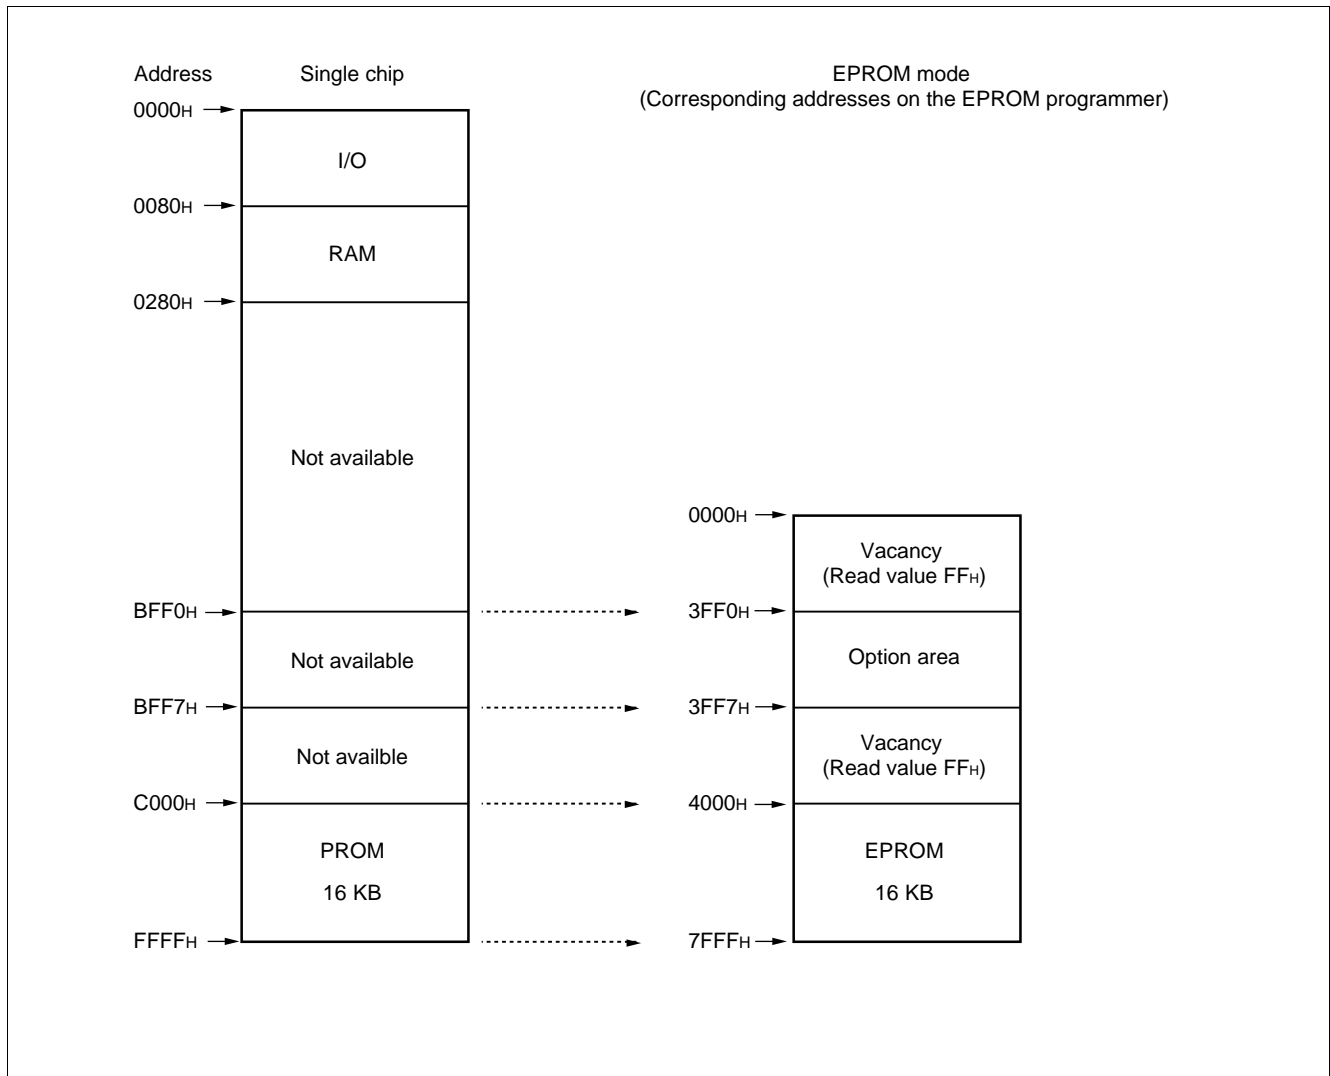 Address
Single chip
EPROM mode
(Corresponding addresses on the EPROM programmer)
0000H
I/O
0080H
RAM
0280H
Not available
0000H
Vacancy
(Read value FFH)
BFF0H
3FF0H
Not available
Option area
BFF7H
3FF7H
Not availble
Vacancy
(Read value FFH)
C000H
4000H
PROM
16 KB
EPROM
16 KB
FFFFH
7FFFH